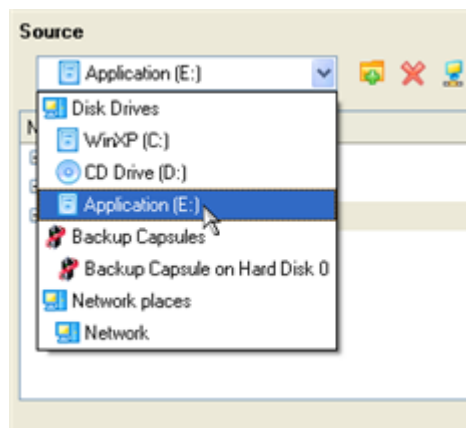 Source
Application (E:)
Disk Drives
WinXP (C:)
CD Drive (D:)
Application (E:)
Backup Capsules
Backup Capsule on Hard Disk 0
Network places
Network